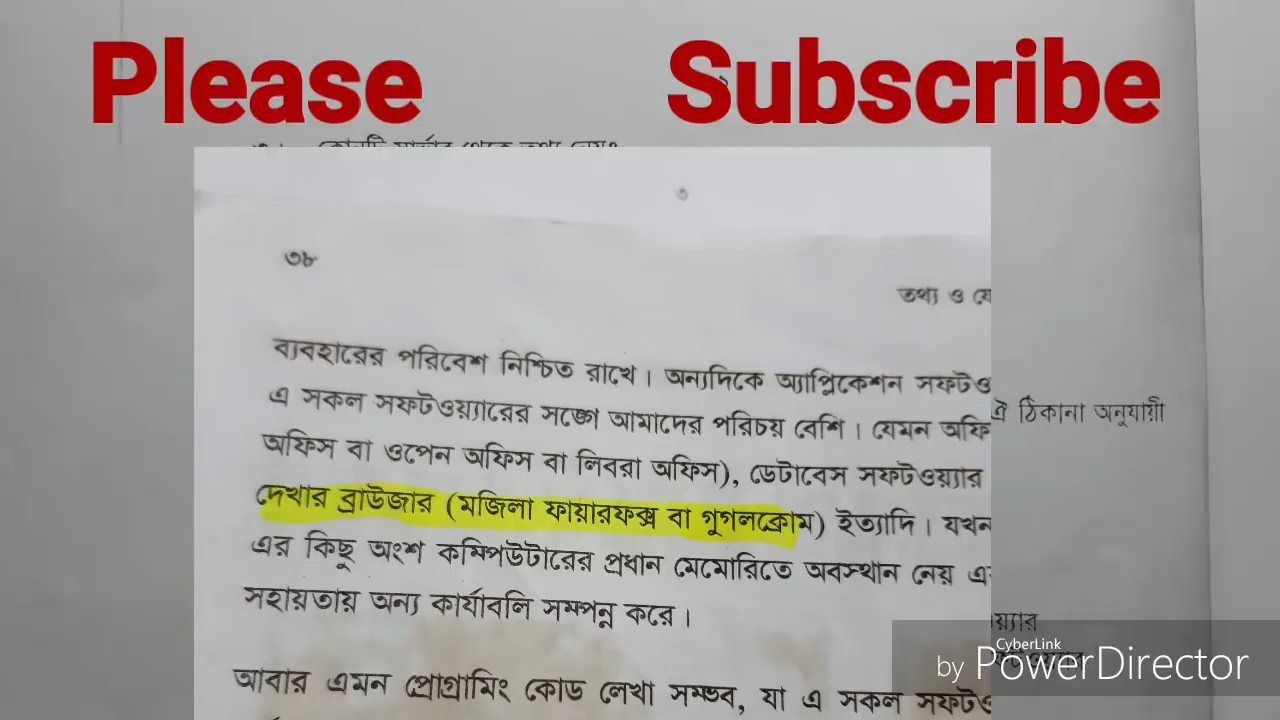 Please Subscribe
৩৮
তথ্য ও যে
ব্যবহারের পরিবেশ নিশ্চিত রাখে। অন্যদিকে অ্যাপ্লিকেশন সফটও
এ সকল সফটওয়্যারের সঙ্গে আমাদের পরিচয় বেশি। যেমন অফি
ঠিকানা অনুযায়ী
অফিস বা ওপেন অফিস বা লিবরা অফিস), ডেটাবেস সফটওয়্যার
দেখার ব্রাউজার (মজিলা ফায়ারফক্স বা গুগলক্রোম) ইত্যাদি। যখন
এর কিছু অংশ কম্পিউটারের প্রধান মেমোরিতে অবস্থান নেয় এ
সহায়তায় অন্য কার্যাবলি সম্পন্ন করে।
আবার এমন প্রোগ্রামিং কোড লেখা সম্ভব, যা এ সকল সফটও
CyberLink
by PowerDirector